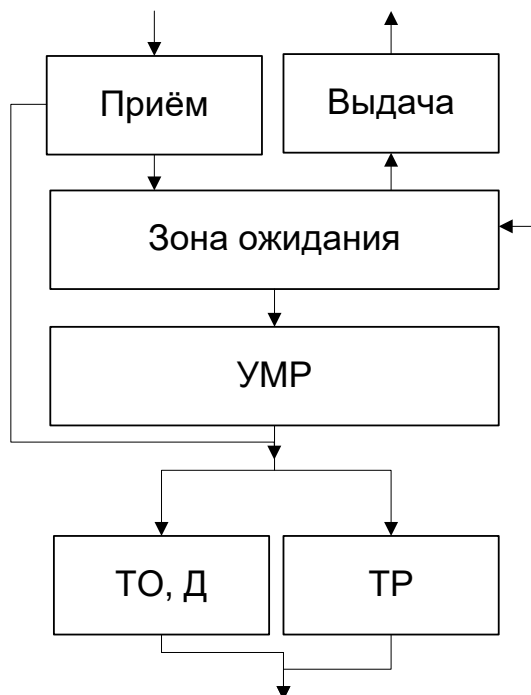 Приём
Выдача
Зона ожидания
УМР
ТО, Д
ТР